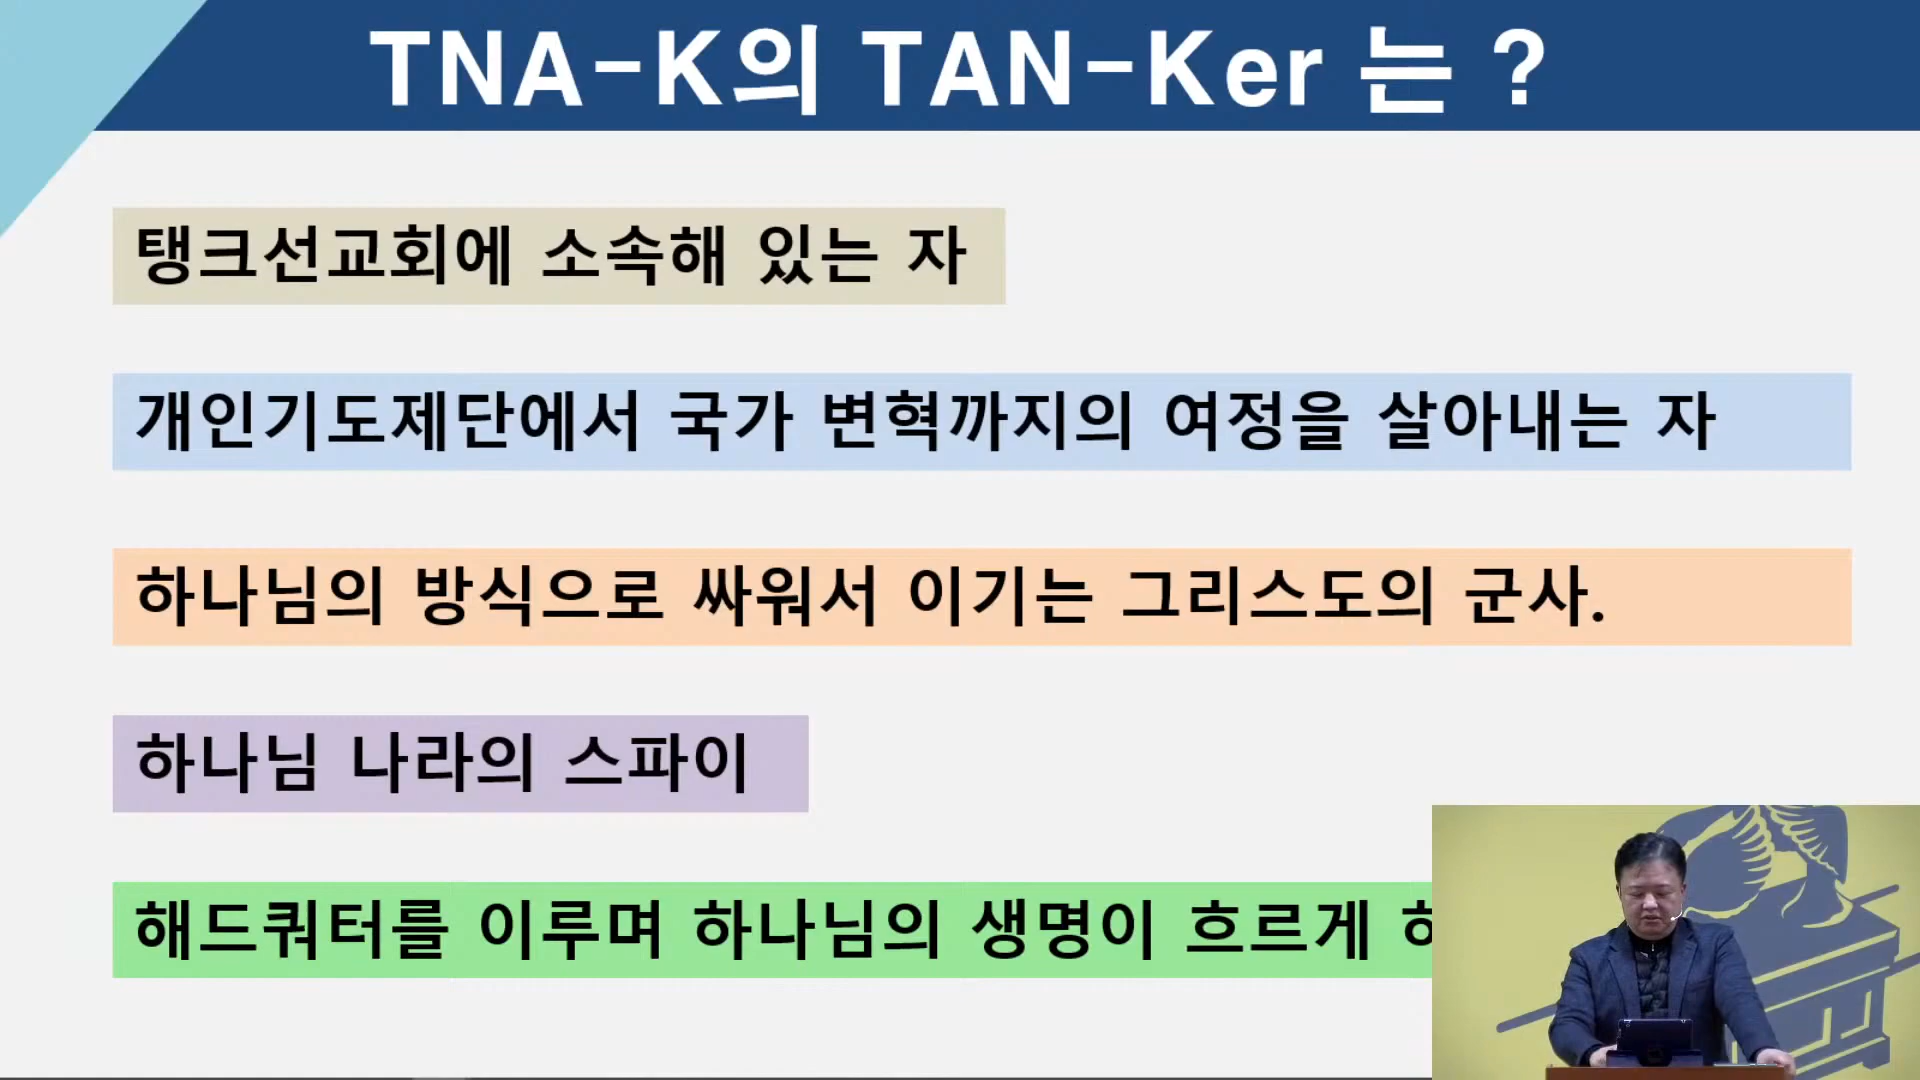 TNA-K의 TAN-Ker 는 ?
탱크선교회에 소속해 있는 자
개인기도제단에서 국가 변혁까지의 여정을 살아내는 자
하나님의 방식으로 싸워서 이기는 그리스도의 군사.
하나님 나라의 스파이
해드쿼터를 이루며 하나님의 생명이 흐르게